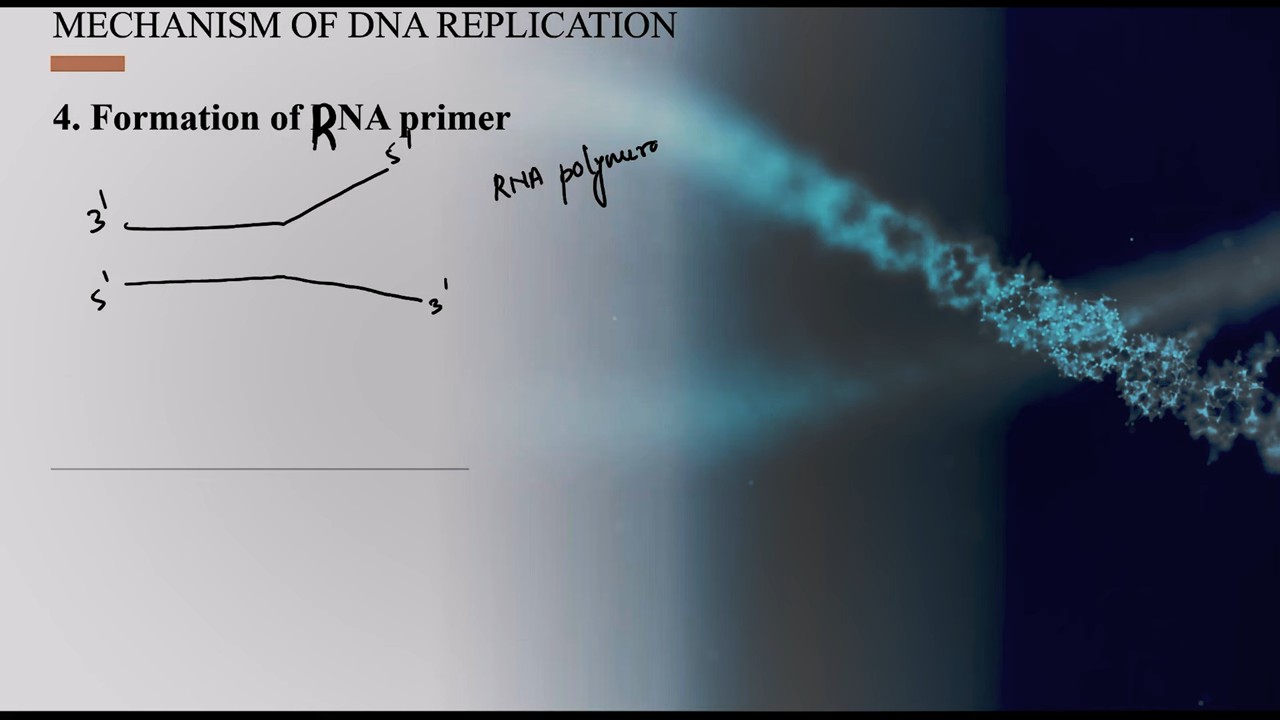 MECHANISM OF DNA REPLICATION
4. Formation of RNA primer
5'
RNA polymera
3'
5'
3'